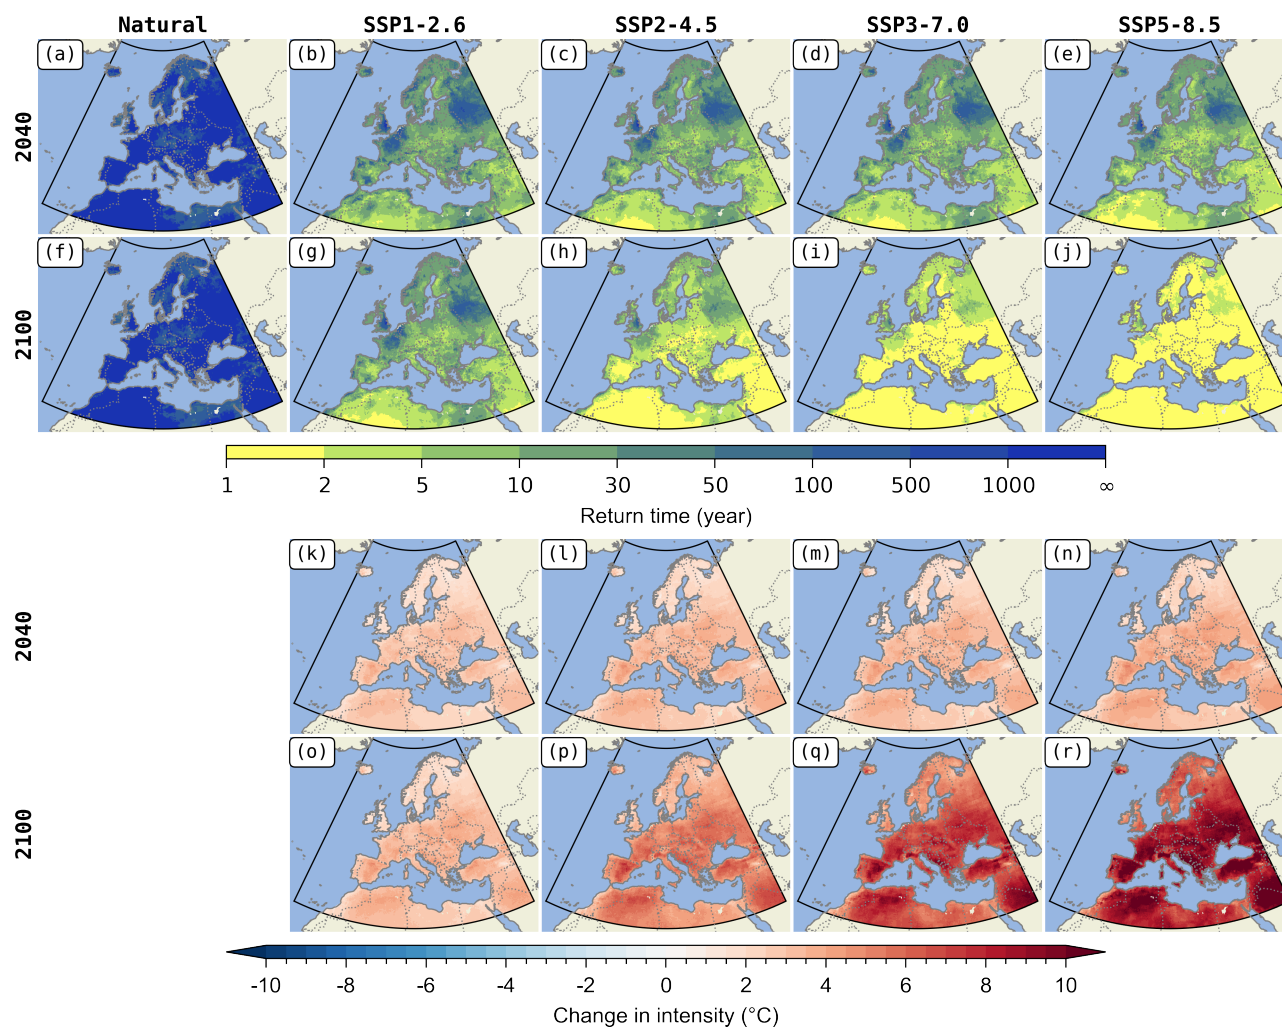 Natural SSP1-2.6 SSP2-4.5 SSP3-7.0 SSP5-8.5
2040
(a) (b) (c) (d) (e)
2100
(f) (g) (h) (i) (j)
1 2 5 10 30 50 100 500 1000 ∞
Return time (year)
2040
(k) (l) (m) (n)
2100
(o) (p) (q) (r)
-10 -8 -6 -4 -2 0 2 4 6 8 10
Change in intensity (°C)